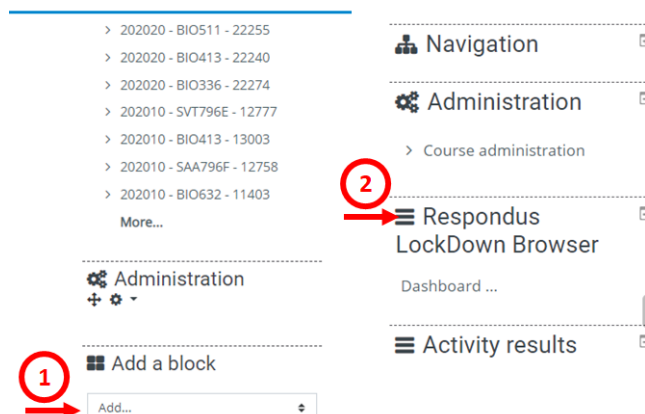 202020 - BIO511 - 22255
202020 - BIO413 - 22240
202020 - BIO336 - 22274
202010 - SVT796E - 12777
202010 - BIO413 - 13003
202010 - SAA796F - 12758
202010 - BIO632 - 11403
More...
Administration
Add a block
1
Add...
Navigation
Administration
Course administration
2
Respondus
LockDown Browser
Dashboard ...
Activity results